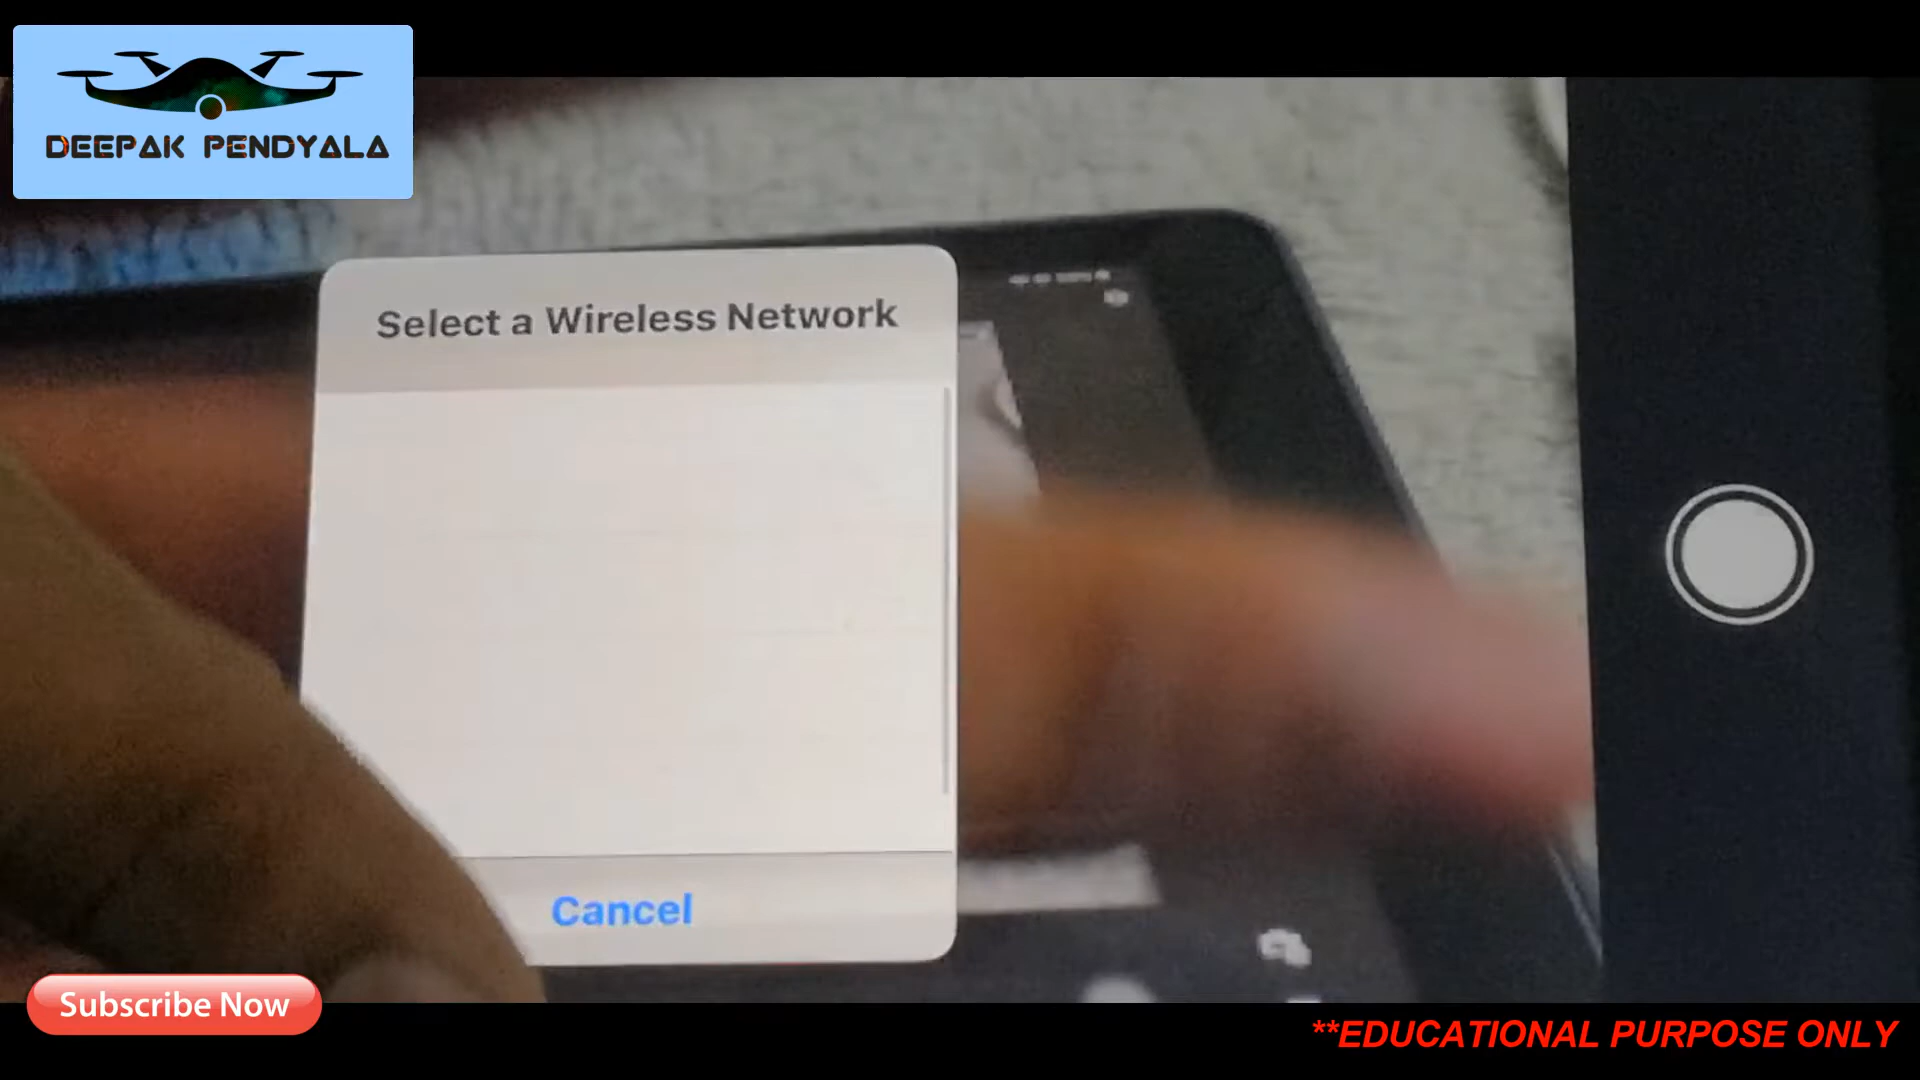 DEEPAK PENDYALA
Select a Wireless Network
Cancel
Subscribe Now
**EDUCATIONAL PURPOSE ONLY